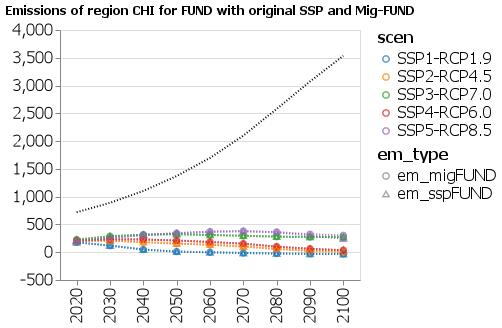 Emissions of region CHI for FUND with original SSP and Mig-FUND
4,000
3,500
3,000
2,500
2,000
1,500
1,000
500
0
-500
2020
2030
2040
2050
2060
2070
2080
2090
2100
scen
SSP1-RCP1.9
SSP2-RCP4.5
SSP3-RCP7.0
SSP4-RCP6.0
SSP5-RCP8.5
em_type
em_migFUND
em_sspFUND